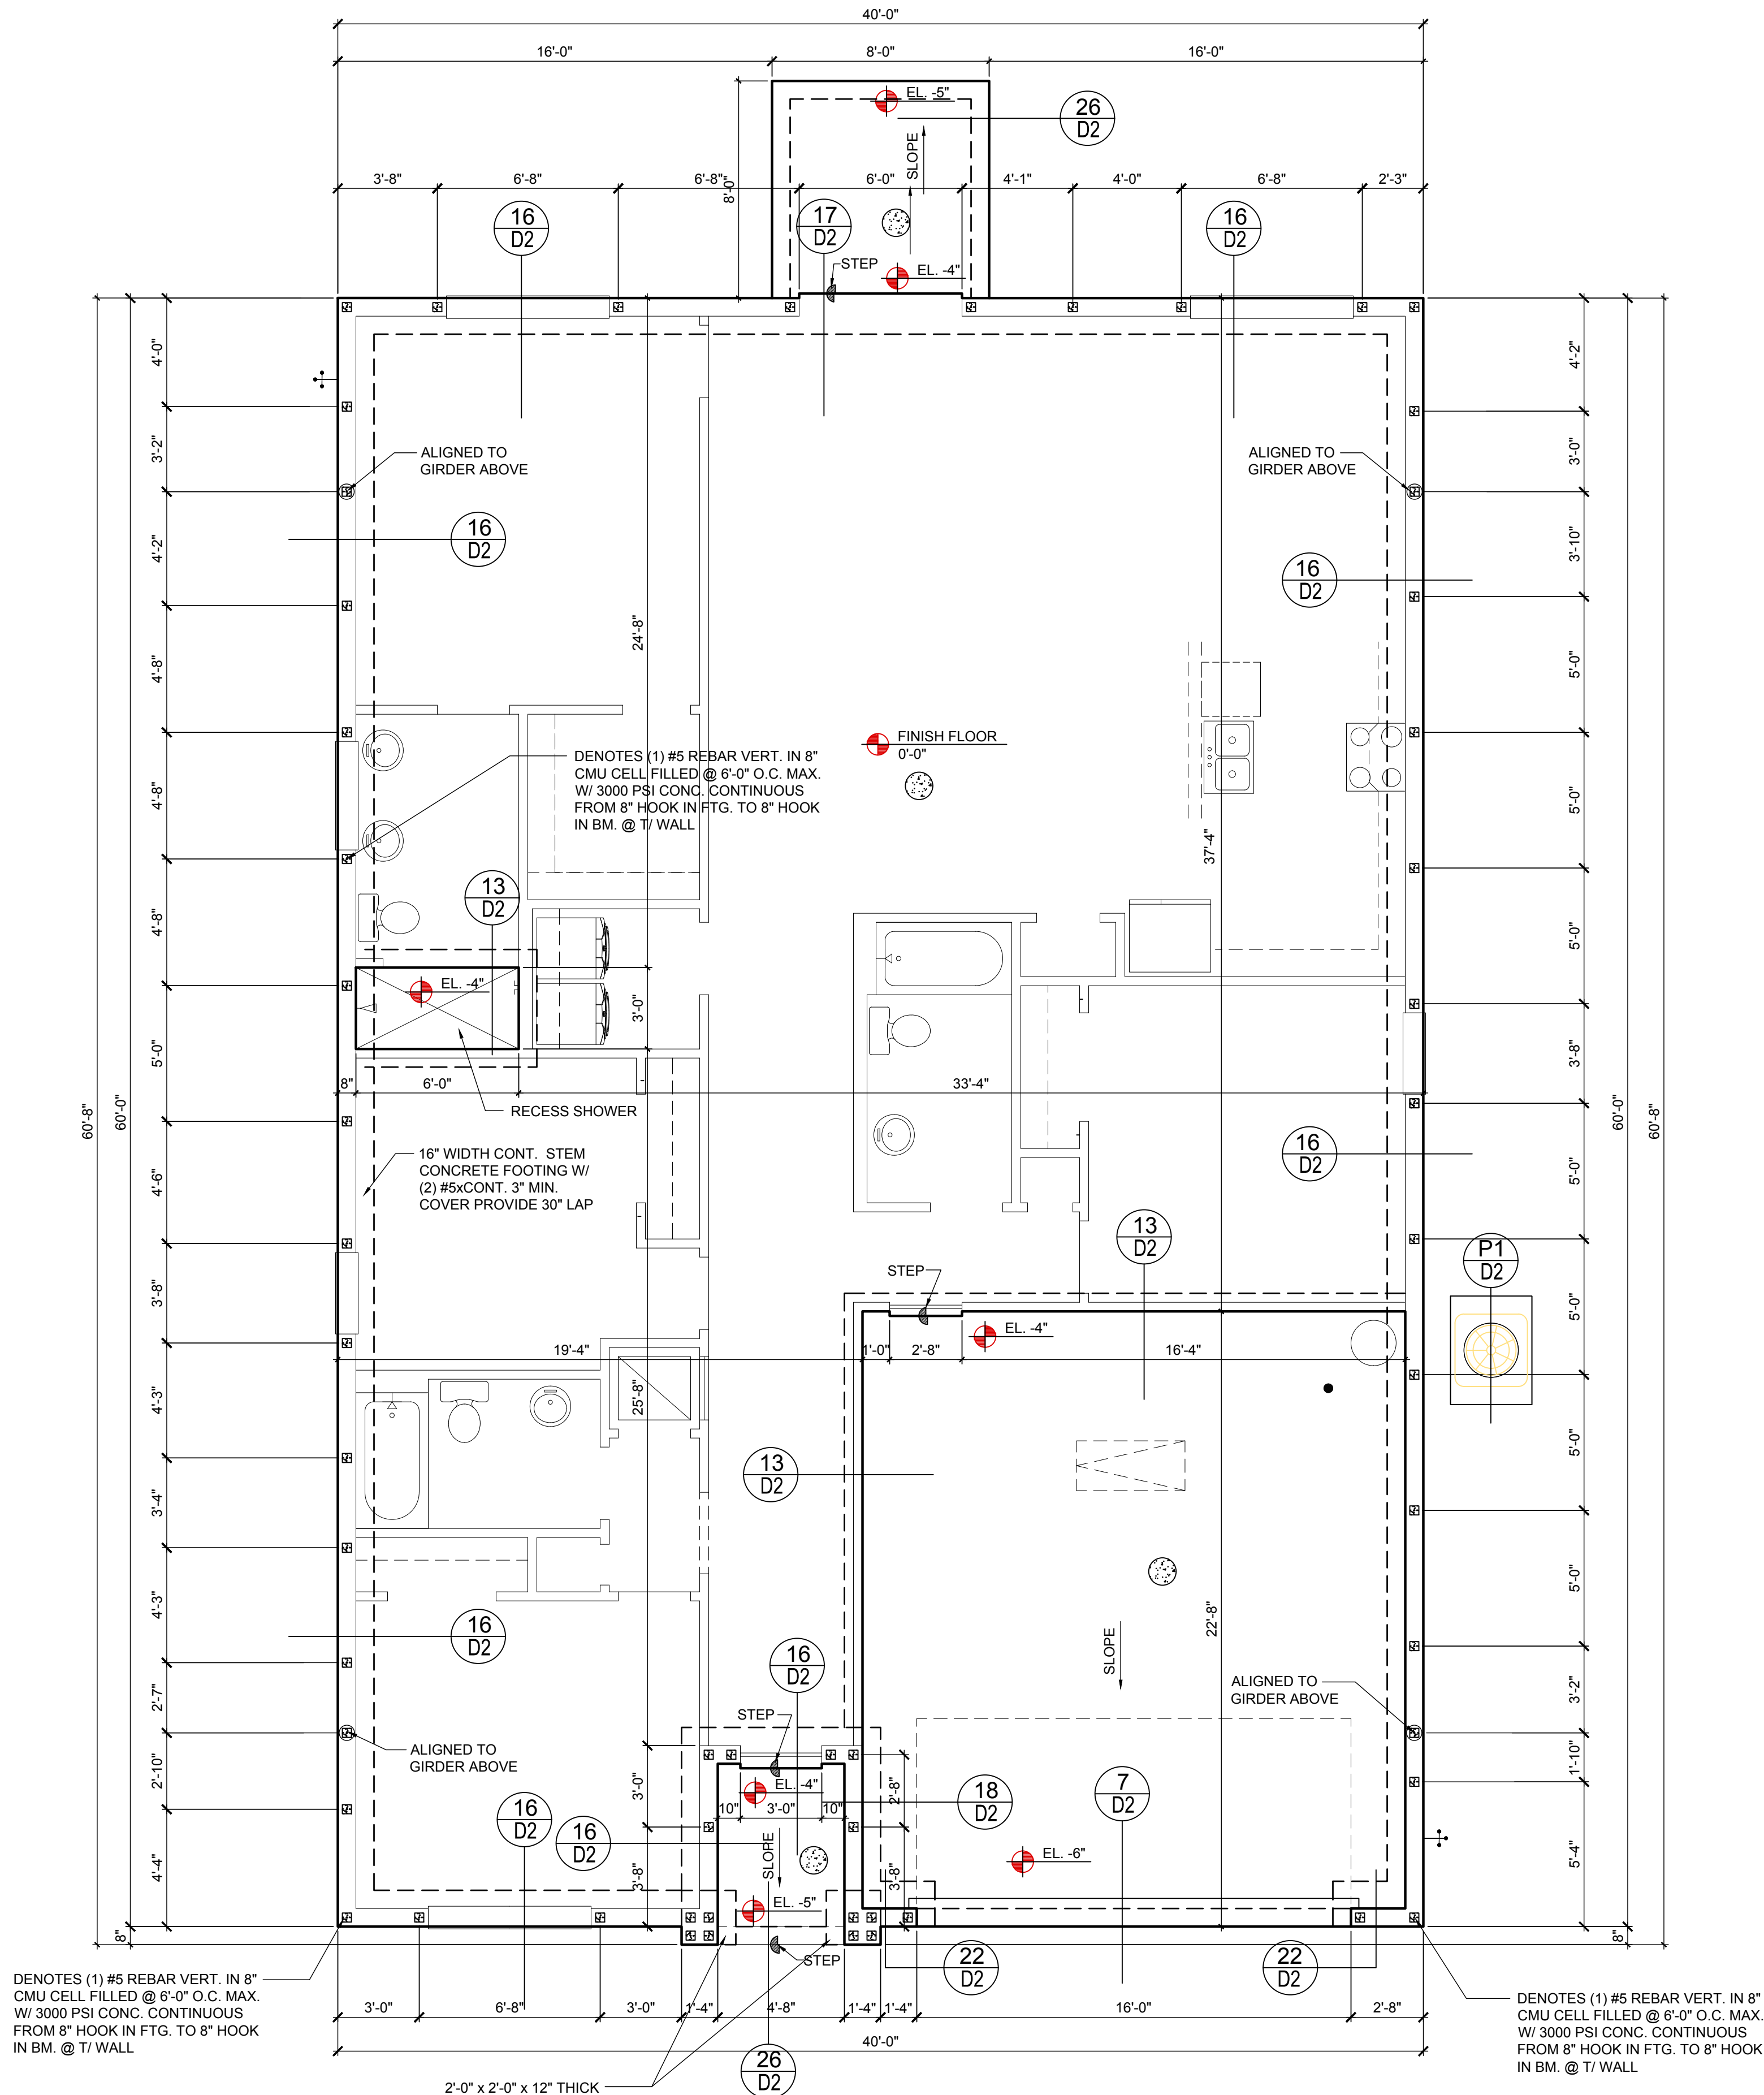 40'-0"
16'-0"
8'-0"
16'-0"
EL. -5"
26
D2
SLOPE
3'-8"
6'-8"
6'-8"
8'-0"
6'-0"
4'-1"
4'-0"
6'-8"
2'-3"
16
D2
17
D2
16
D2
STEP
EL. -4"
4'-0"
3'-2"
4'-2"
4'-8"
4'-8"
4'-8"
5'-0"
4'-6"
3'-8"
4'-3"
3'-4"
4'-3"
2'-7"
2'-10"
4'-4"
8"
60'-8"
60'-0"
4'-2"
3'-0"
3'-10"
5'-0"
5'-0"
5'-0"
3'-8"
5'-0"
5'-0"
5'-0"
5'-0"
3'-2"
1'-10"
5'-4"
8"
60'-0"
60'-8"
ALIGNED TO
GIRDER ABOVE
ALIGNED TO
GIRDER ABOVE
16
D2
16
D2
24'-8"
FINISH FLOOR
0'-0"
DENOTES (1) #5 REBAR VERT. IN 8"
CMU CELL FILLED @ 6'-0" O.C. MAX.
W/ 3000 PSI CONC. CONTINUOUS
FROM 8" HOOK IN FTG. TO 8" HOOK
IN BM. @ T/ WALL
37'-4"
13
D2
EL. -4"
3'-0"
8"
6'-0"
33'-4"
RECESS SHOWER
16" WIDTH CONT. STEM
CONCRETE FOOTING W/
(2) #5xCONT. 3" MIN.
COVER PROVIDE 30" LAP
16
D2
13
D2
P1
D2
STEP
EL. -4"
19'-4"
1'-0"
2'-8"
16'-4"
25'-8"
13
D2
16
D2
16
D2
22'-8"
SLOPE
ALIGNED TO
GIRDER ABOVE
STEP
ALIGNED TO
GIRDER ABOVE
EL. -4"
10"
3'-0"
10"
3'-0"
2'-8"
18
D2
7
D2
16
D2
16
D2
SLOPE
EL. -6"
3'-8"
3'-8"
EL. -5"
STEP
22
D2
22
D2
DENOTES (1) #5 REBAR VERT. IN 8"
CMU CELL FILLED @ 6'-0" O.C. MAX.
W/ 3000 PSI CONC. CONTINUOUS
FROM 8" HOOK IN FTG. TO 8" HOOK
IN BM. @ T/ WALL
3'-0"
6'-8"
3'-0"
1'-4"
4'-8"
1'-4"
1'-4"
16'-0"
2'-8"
DENOTES (1) #5 REBAR VERT. IN 8"
CMU CELL FILLED @ 6'-0" O.C. MAX.
W/ 3000 PSI CONC. CONTINUOUS
FROM 8" HOOK IN FTG. TO 8" HOOK
IN BM. @ T/ WALL
40'-0"
26
D2
2'-0" x 2'-0" x 12" THICK